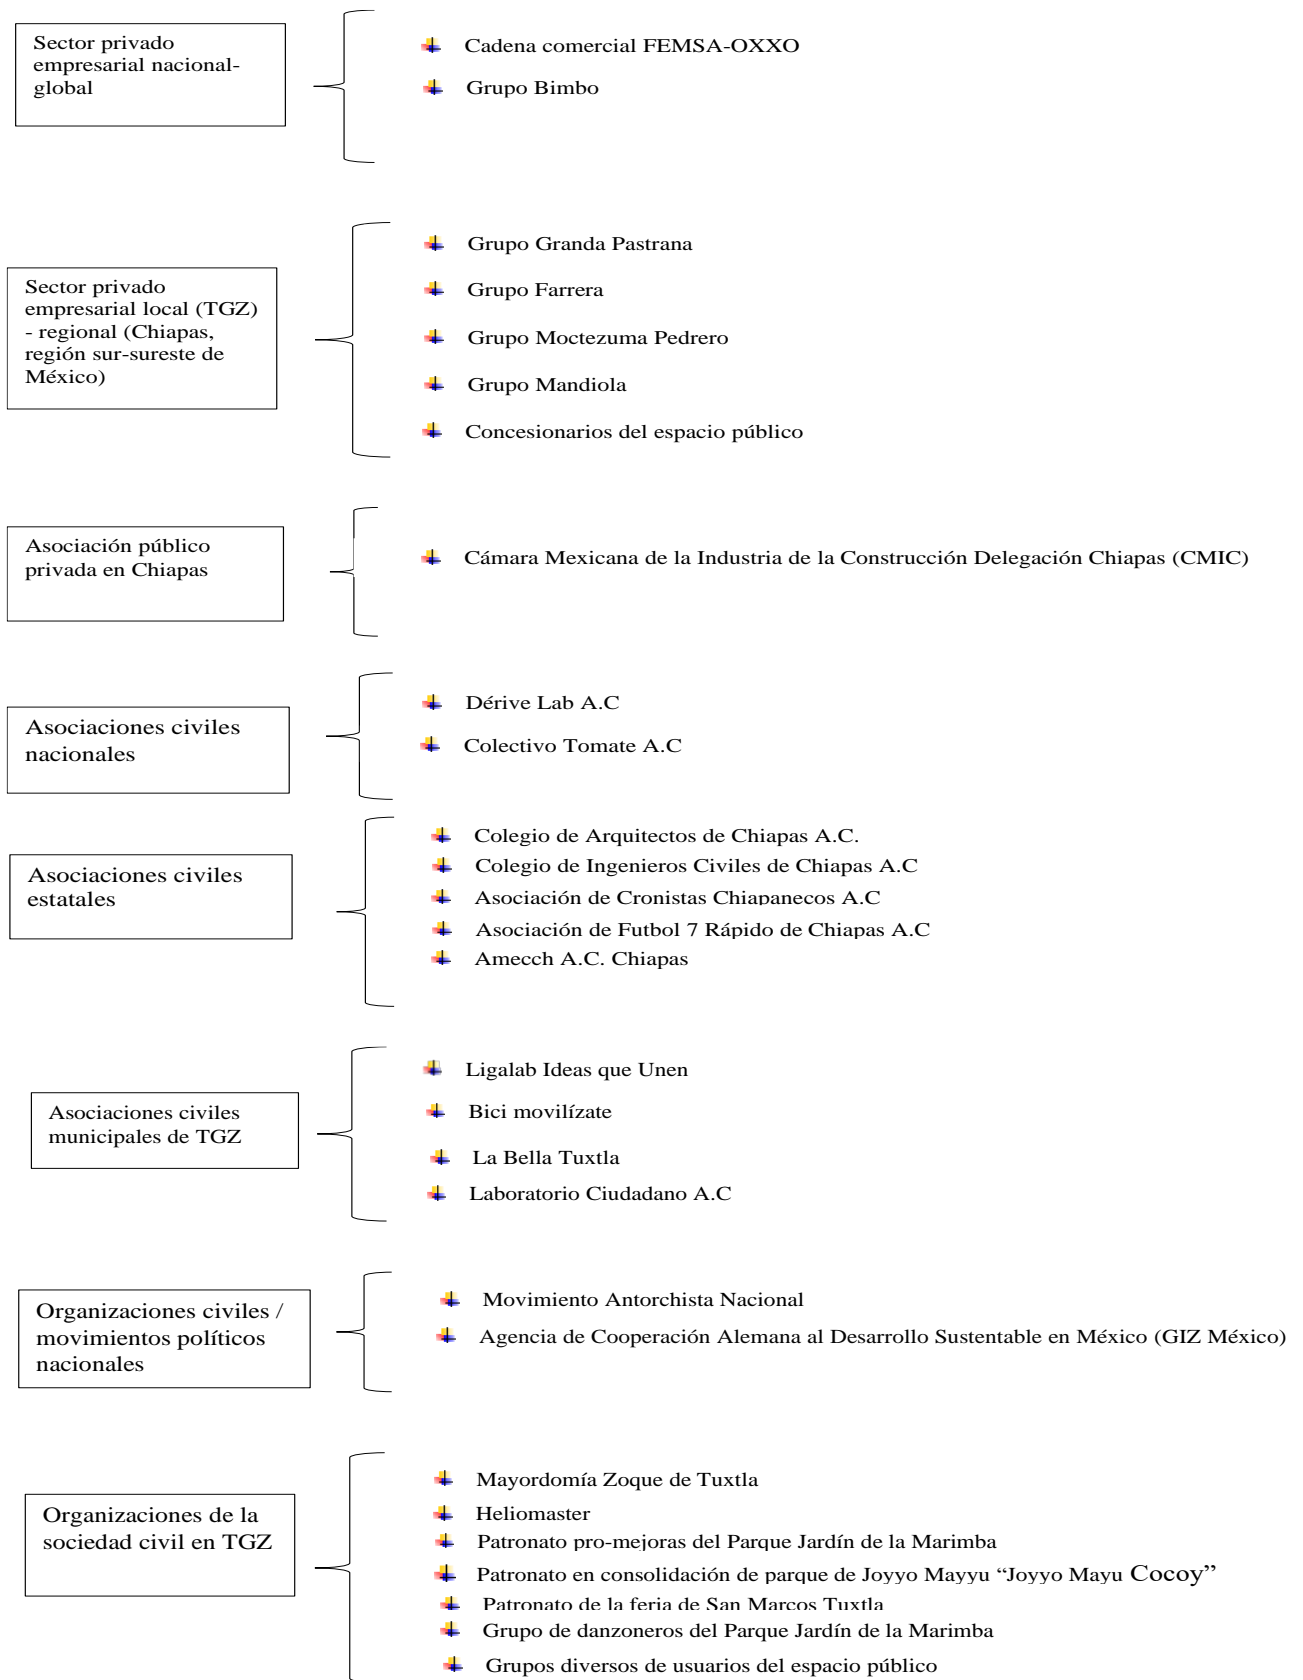 Sector privado
empresarial nacional-
global
Cadena comercial FEMSA-OXXO
Grupo Bimbo
Sector privado
empresarial local (TGZ)
- regional (Chiapas,
región sur-sureste de
México)
Grupo Granda Pastrana
Grupo Farrera
Grupo Moctezuma Pedrero
Grupo Mandiola
Concesionarios del espacio público
Asociación público
privada en Chiapas
Cámara Mexicana de la Industria de la Construcción Delegación Chiapas (CMIC)
Asociaciones civiles
nacionales
Dérive Lab A.C
Colectivo Tomate A.C
Asociaciones civiles
estatales
Colegio de Arquitectos de Chiapas A.C.
Colegio de Ingenieros Civiles de Chiapas A.C
Asociación de Cronistas Chiapanecos A.C
Asociación de Futbol 7 Rápido de Chiapas A.C
Amecch A.C. Chiapas
Asociaciones civiles
municipales de TGZ
Ligalab Ideas que Unen
Bici movilízate
La Bella Tuxtla
Laboratorio Ciudadano A.C
Organizaciones civiles /
movimientos políticos
nacionales
Movimiento Antorchista Nacional
Agencia de Cooperación Alemana al Desarrollo Sustentable en México (GIZ México)
Organizaciones de la
sociedad civil en TGZ
Mayordomía Zoque de Tuxtla
Heliomaster
Patronato pro-mejoras del Parque Jardín de la Marimba
Patronato en consolidación de parque de Joyyo Mayyu “Joyyo Mayu Cocoy”
Patronato de la feria de San Marcos Tuxtla
Grupo de danzoneros del Parque Jardín de la Marimba
Grupos diversos de usuarios del espacio público